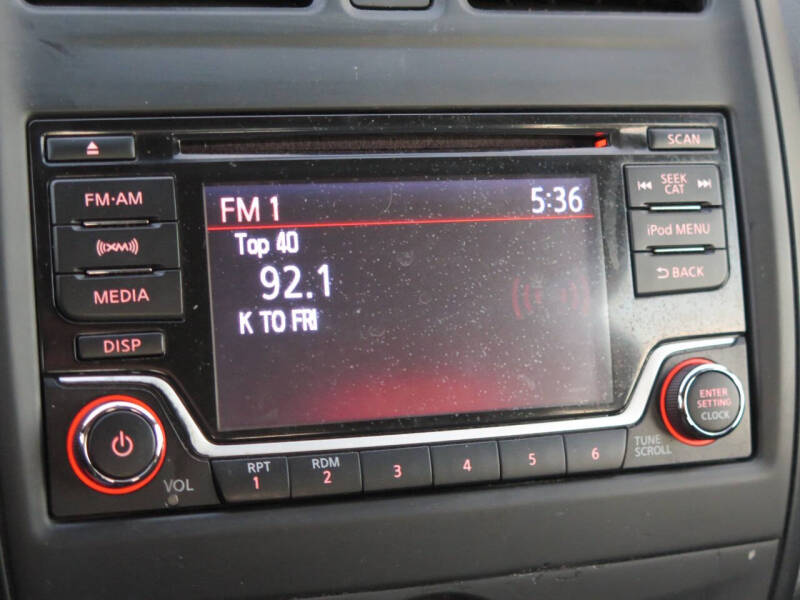 SCAN
FM·AM
SEEK
CAT
XM
iPod MENU
MEDIA
BACK
DISP
FM 1
5:36
Top 40
92.1
K TO FRI
ENTER
SETTING
CLOCK
TUNE
SCROLL
VOL
RPT
1
RDM
2
3
4
5
6